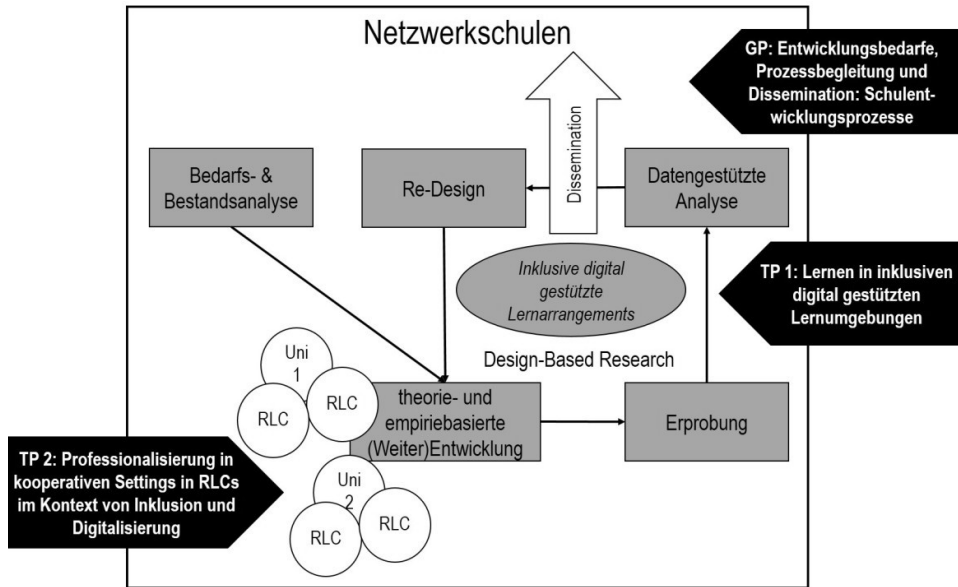 Netzwerkschulen
GP: Entwicklungsbedarfe,
Prozessbegleitung und
Dissemination: Schulent-
wicklungsprozesse
Dissemination
Bedarfs- &
Bestandsanalyse
Re-Design
Datengestützte
Analyse
Inklusive digital
gestützte
Lernarrangements
TP 1: Lernen in inklusiven
digital gestützten
Lernumgebungen
Design-Based Research
Uni
1
RLC
RLC
theorie- und
empiriebasierte
(Weiter)Entwicklung
Erprobung
TP 2: Professionalisierung in
kooperativen Settings in RLCs
im Kontext von Inklusion und
Digitalisierung
Uni
2
RLC
RLC